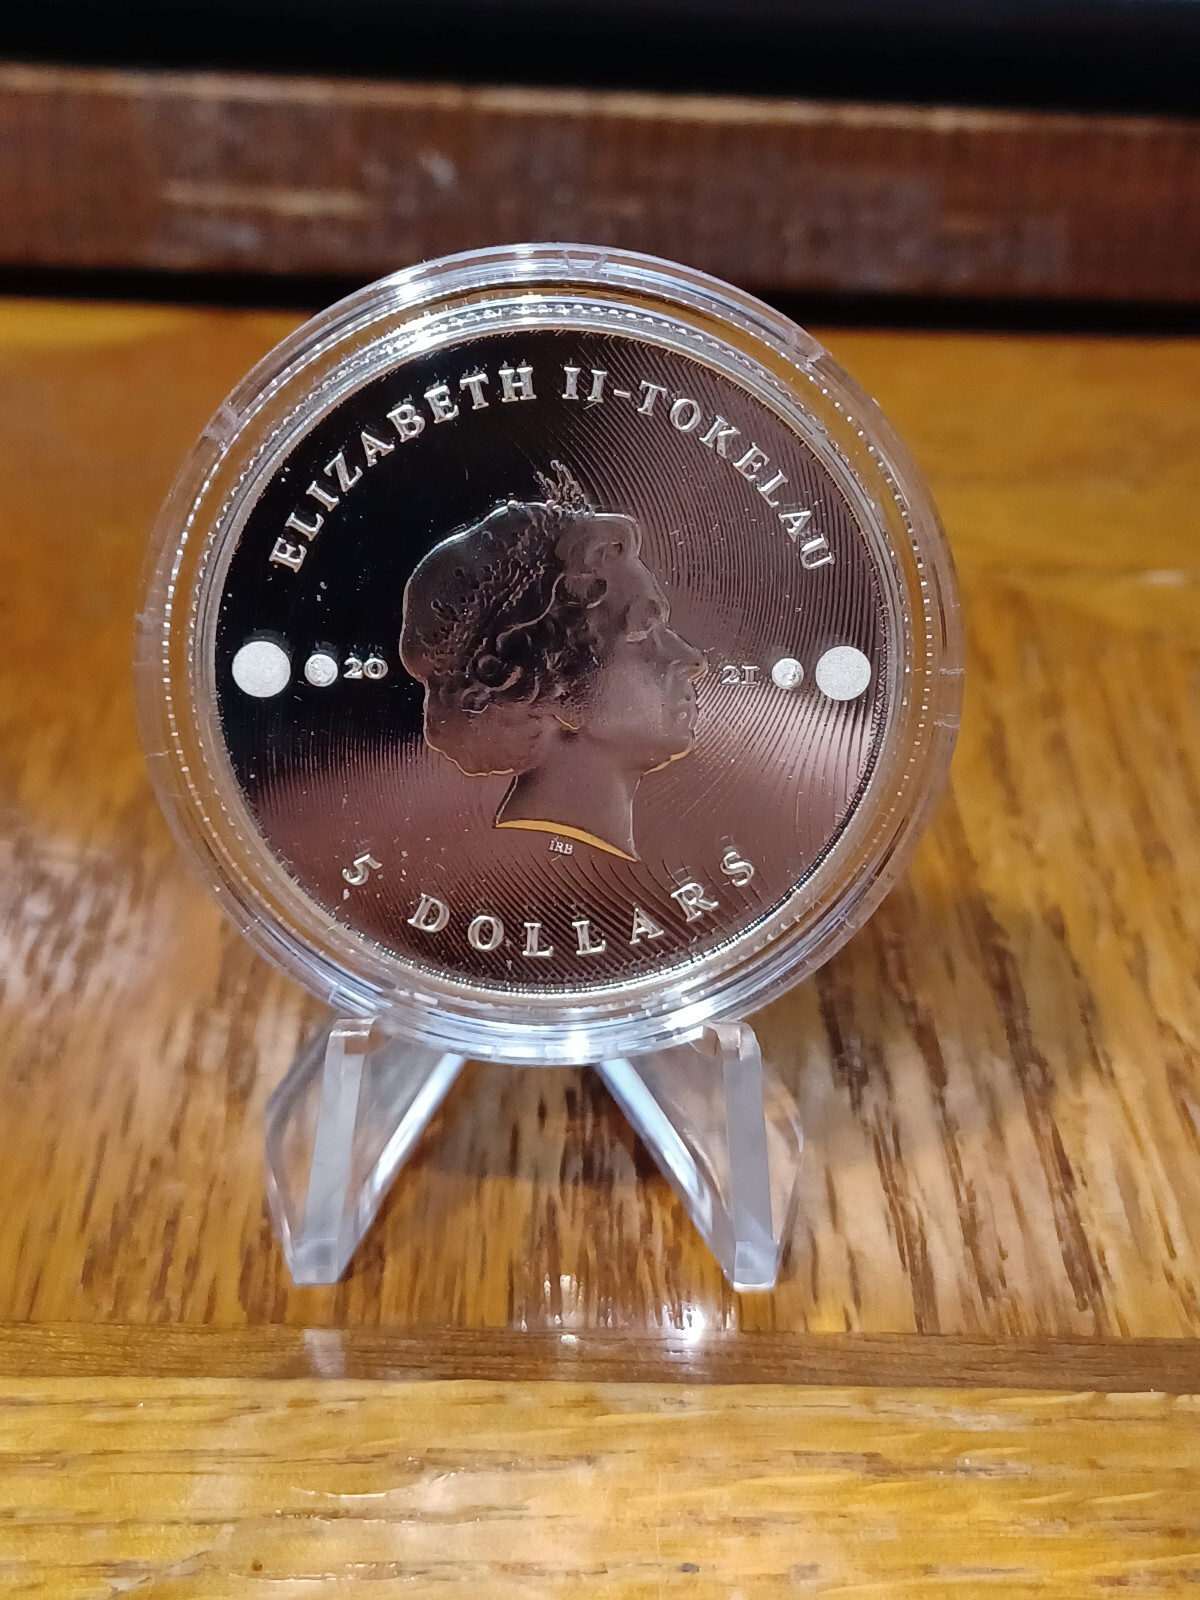 ELIZABETH II-TOKELAU
20 21
IRB
5 DOLLARS